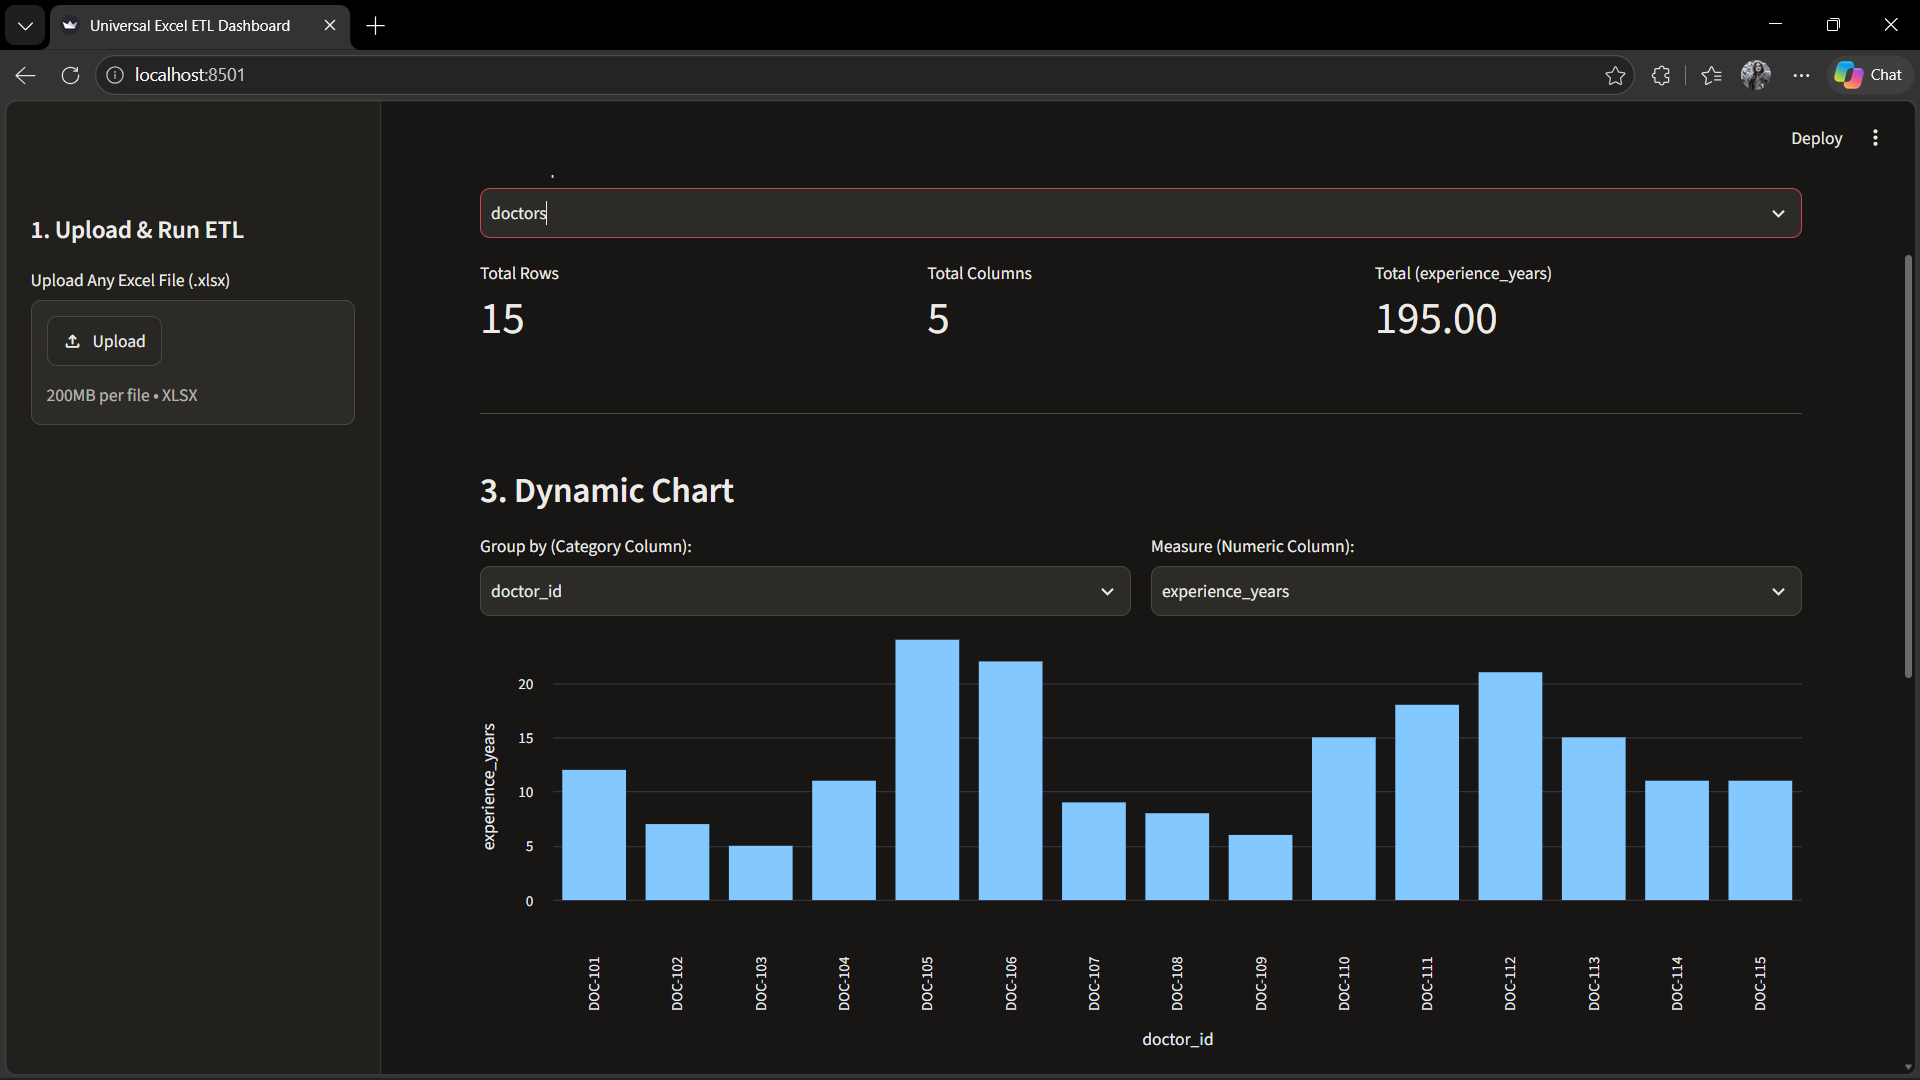 Universal Excel ETL Dashboard
localhost:8501
Chat
Deploy
1. Upload & Run ETL
Upload Any Excel File (.xlsx)
Upload
200MB per file • XLSX
doctors
Total Rows
Total Columns
Total (experience_years)
15
5
195.00
3. Dynamic Chart
Group by (Category Column):
Measure (Numeric Column):
doctor_id
experience_years
experience_years
20
15
10
5
0
DOC-101
DOC-102
DOC-103
DOC-104
DOC-105
DOC-106
DOC-107
DOC-108
DOC-109
DOC-110
DOC-111
DOC-112
DOC-113
DOC-114
DOC-115
doctor_id